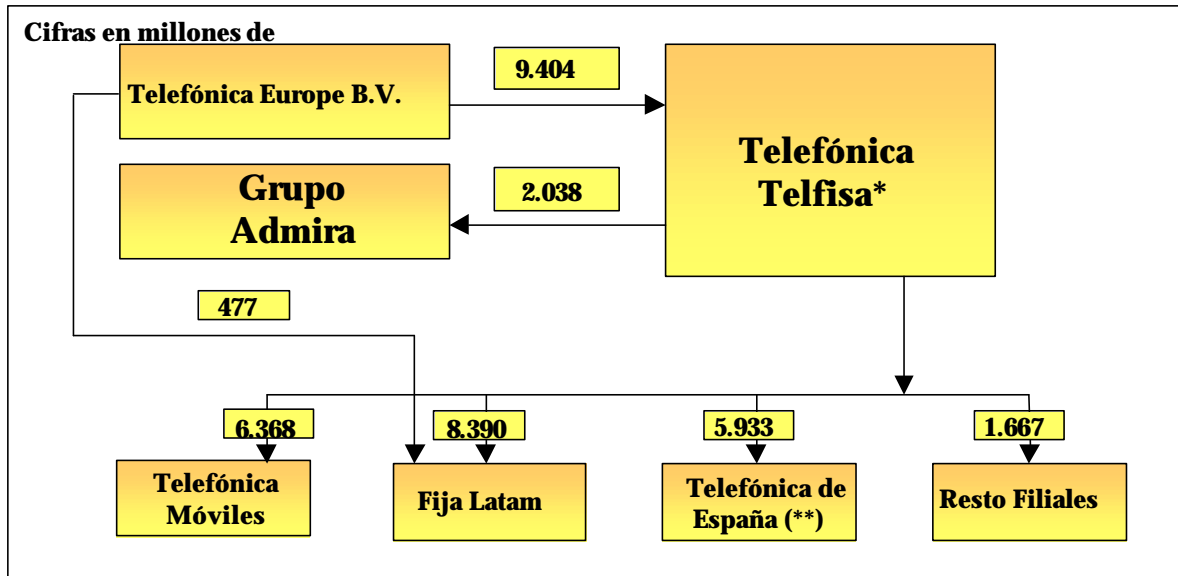 Cifras en millones de
Telefónica Europe B.V.
9.404
Telefónica
Telfisa*
Grupo
Admira
2.038
477
6.368
8.390
5.933
1.667
Telefónica
Móviles
Fija Latam
Telefónica de
España (**)
Resto Filiales